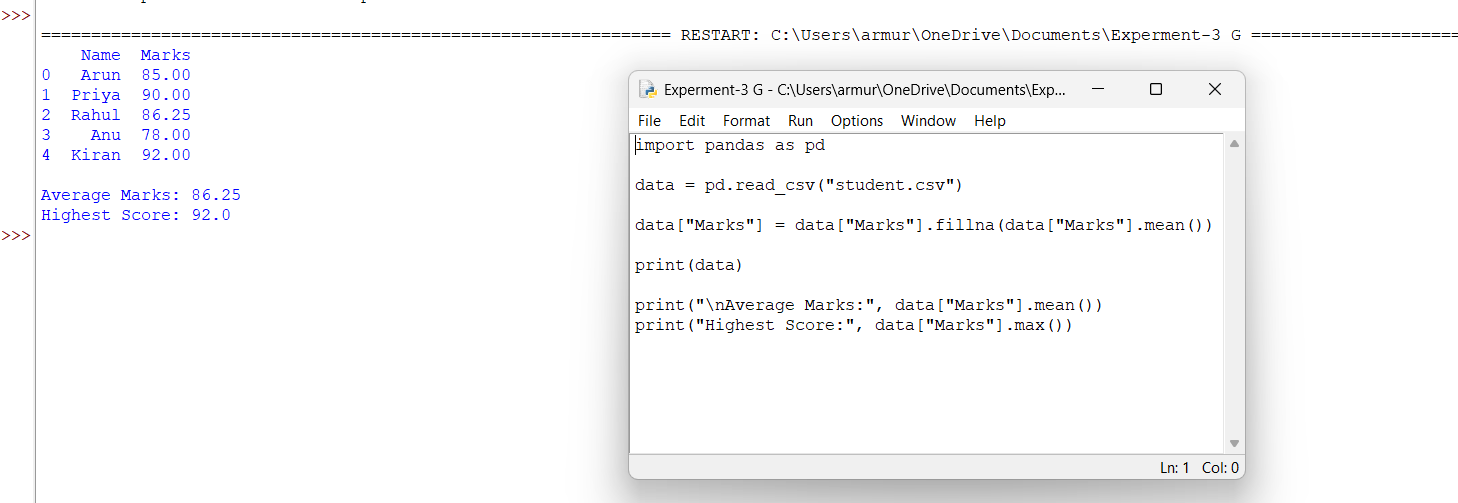 >>>
====================================================================== RESTART: C:\Users\armur\OneDrive\Documents\Experment-3 G ======================
    Name  Marks
0   Arun  85.00
1  Priya  90.00
2  Rahul  86.25
3    Anu  78.00
4  Kiran  92.00
Average Marks: 86.25
Highest Score: 92.0
>>>
Experment-3 G - C:\Users\armur\OneDrive\Documents\Exp...
File Edit Format Run Options Window Help
import pandas as pd
data = pd.read_csv("student.csv")
data["Marks"] = data["Marks"].fillna(data["Marks"].mean())
print(data)
print("\nAverage Marks:", data["Marks"].mean())
print("Highest Score:", data["Marks"].max())
Ln: 1 Col: 0